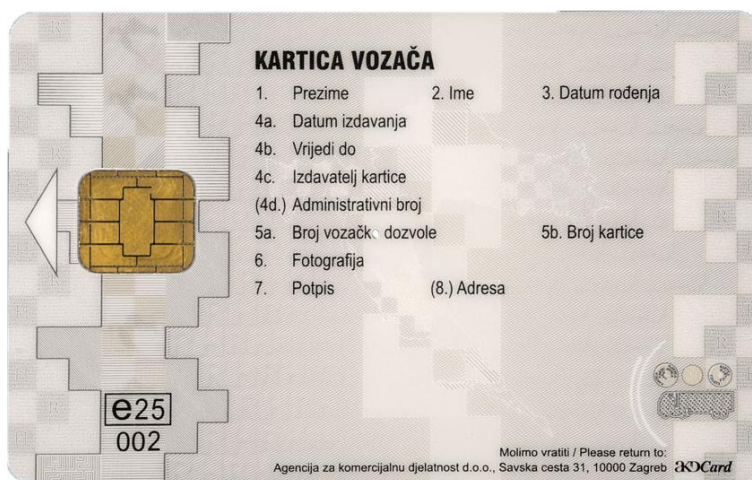 KARTICA VOZAČA
1. Prezime 2. Ime 3. Datum rođenja
4a. Datum izdavanja
4b. Vrijedi do
4c. Izdavatelj kartice
(4d.) Administrativni broj
5a. Broj vozačke dozvole 5b. Broj kartice
6. Fotografija
7. Potpis (8.) Adresa
e25
002
Molimo vratiti / Please return to:
Agencija za komercijalnu djelatnost d.o.o., Savska cesta 31, 10000 Zagreb AKDCard